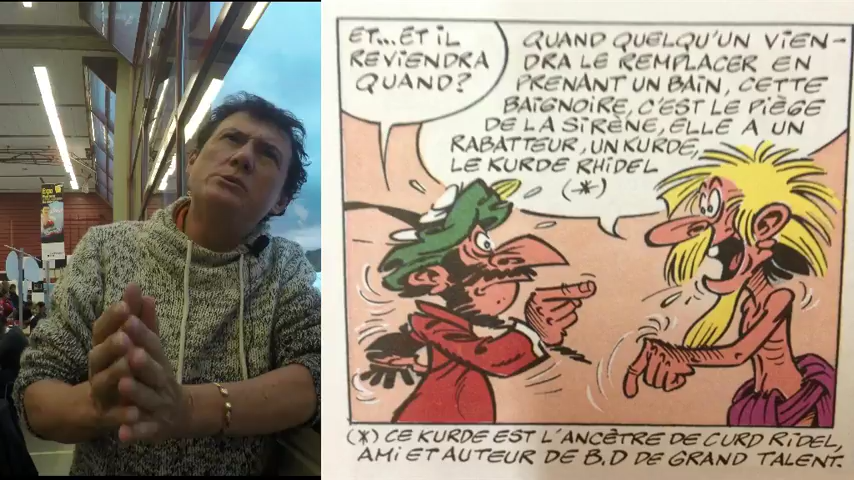 ET...ET IL
REVIENDRA
QUAND?
QUAND QUELQU'UN VIEN-
DRA LE REMPLACER EN
PRENANT UN BAIN, CETTE
BAIGNOIRE, C'EST LE PIÈGE
DE LA SIRÈNE, ELLE A UN
RABATTEUR, UN KURDE,
LE KURDE RHIDEL
(*)
(*) CE KURDE EST L'ANCÊTRE DE CURD RIDEL,
AMI ET AUTEUR DE B.D DE GRAND TALENT.